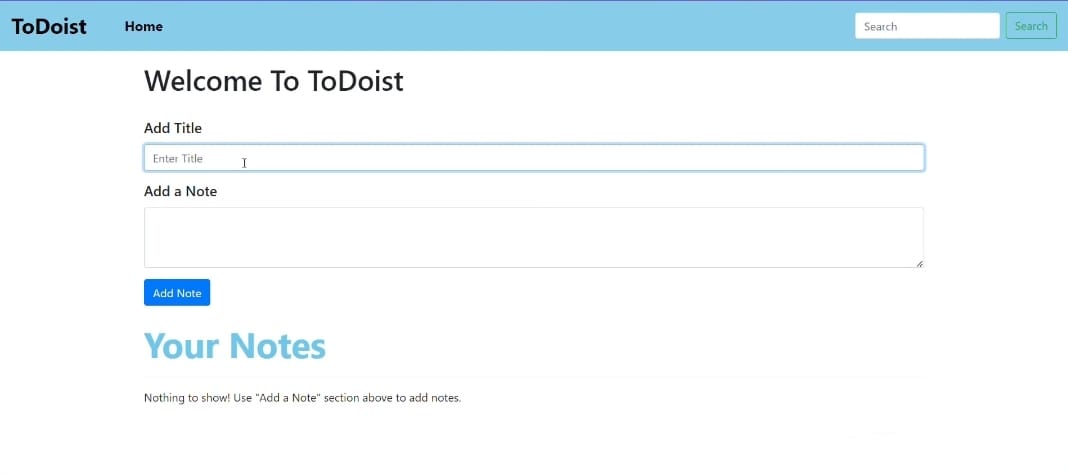 ToDoist Home Search Search
Welcome To ToDoist
Add Title
Enter Title
Add a Note
Add Note
Your Notes
Nothing to show! Use "Add a Note" section above to add notes.